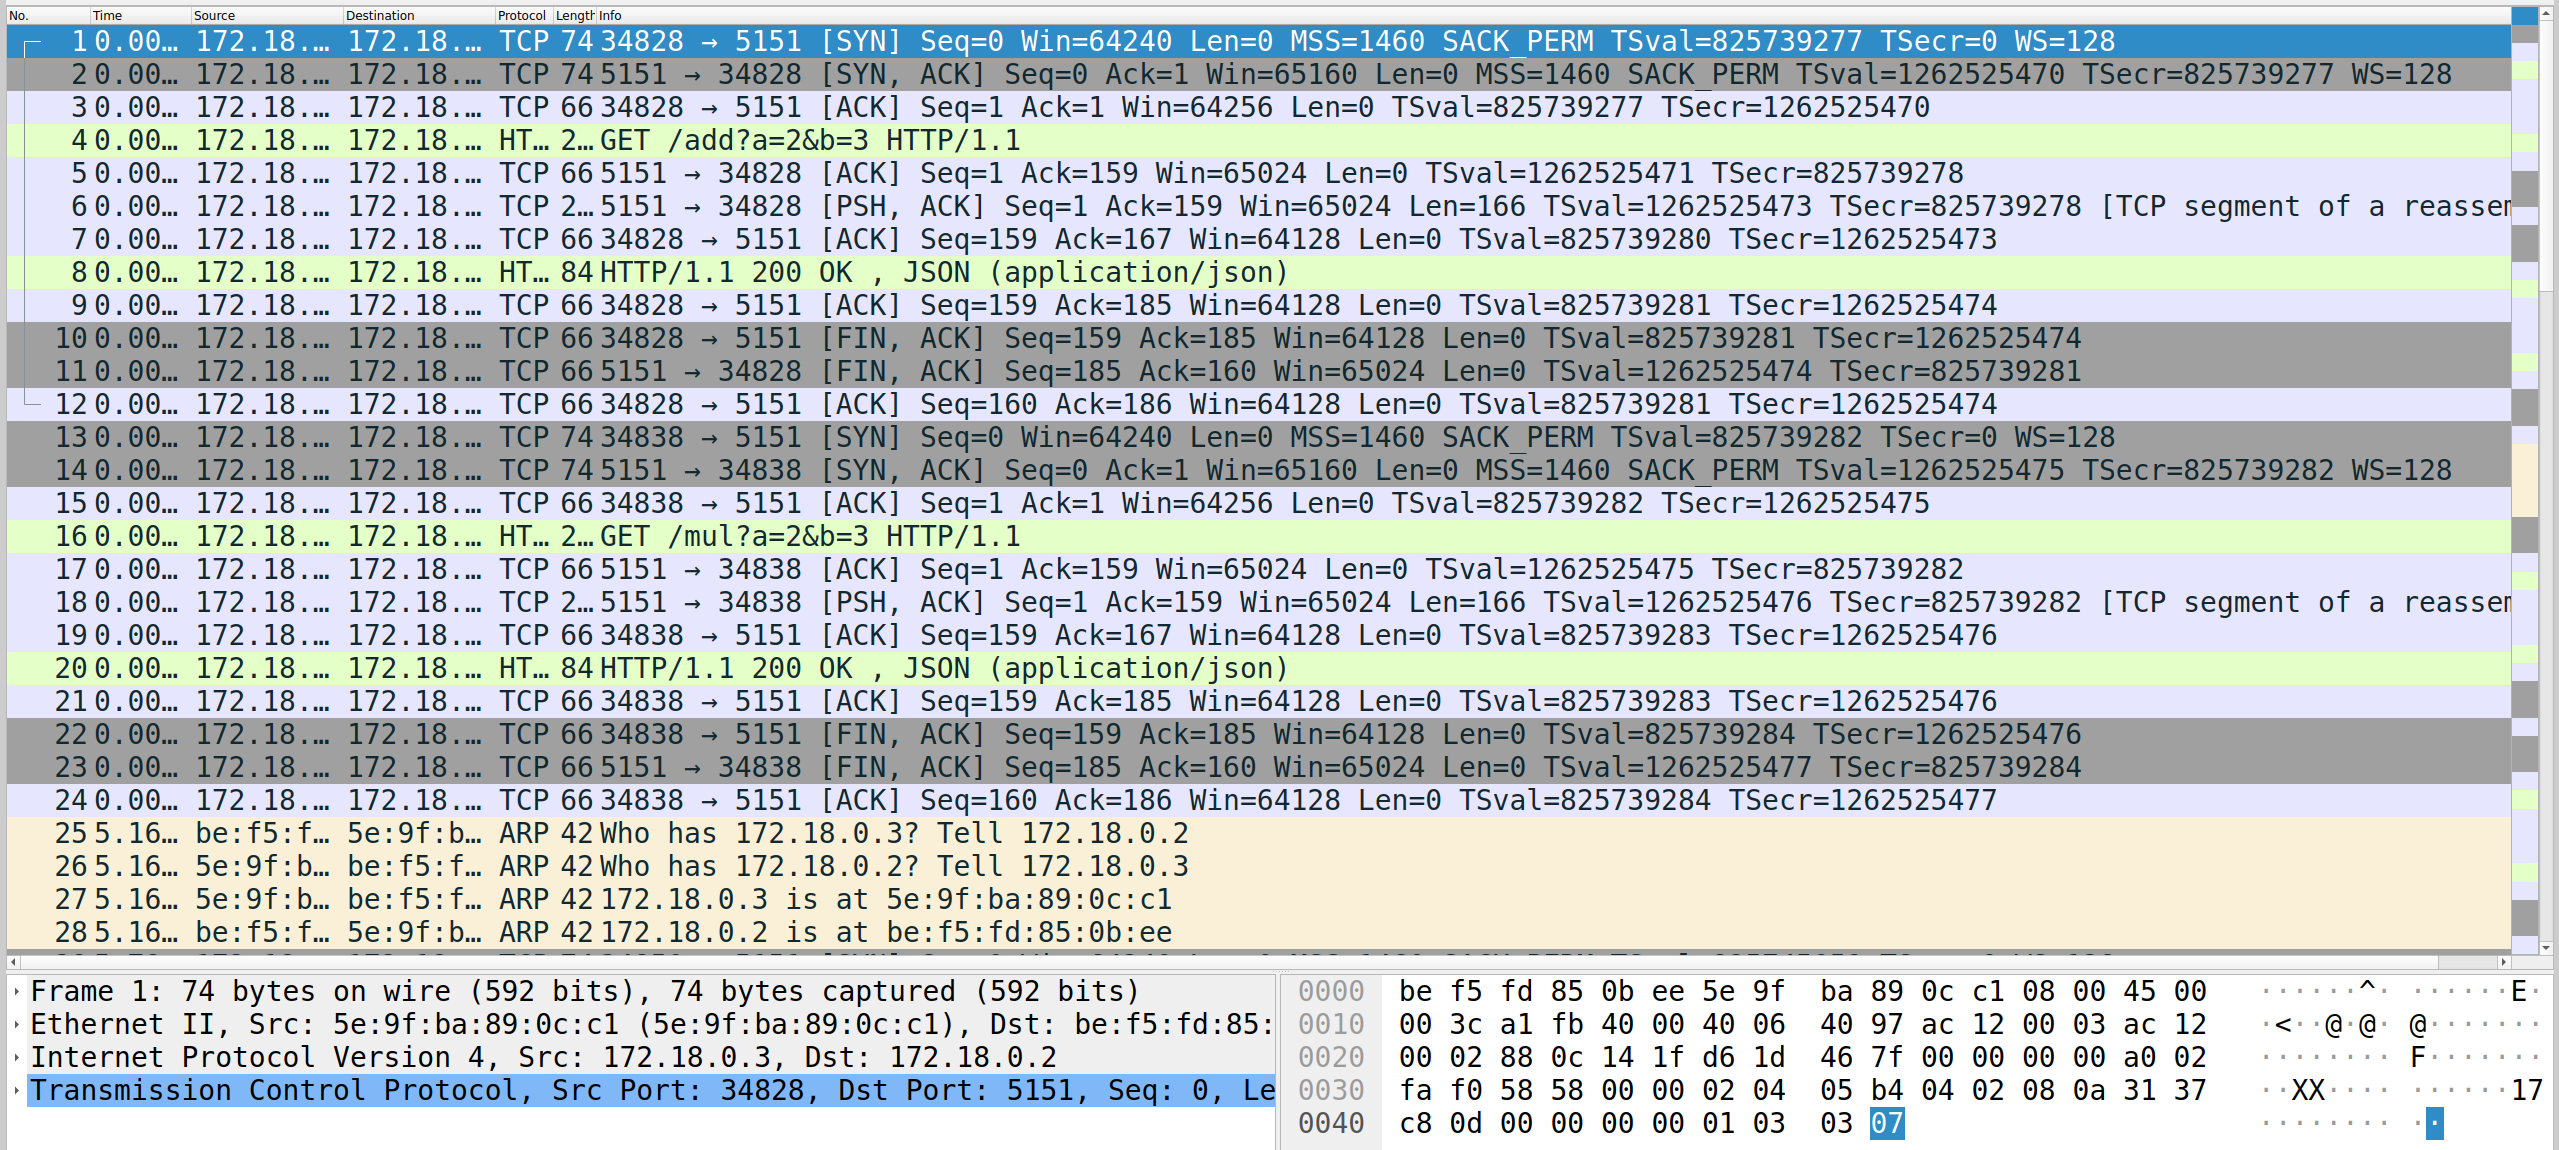 No. Time Source Destination Protocol Length Info
1 0.00… 172.18.… 172.18.… TCP 74 34828 → 5151 [SYN] Seq=0 Win=64240 Len=0 MSS=1460 SACK_PERM TSval=825739277 TSecr=0 WS=128
2 0.00… 172.18.… 172.18.… TCP 74 5151 → 34828 [SYN, ACK] Seq=0 Ack=1 Win=65160 Len=0 MSS=1460 SACK_PERM TSval=1262525470 TSecr=825739277 WS=128
3 0.00… 172.18.… 172.18.… TCP 66 34828 → 5151 [ACK] Seq=1 Ack=1 Win=64256 Len=0 TSval=825739277 TSecr=1262525470
4 0.00… 172.18.… 172.18.… HT… 2… GET /add?a=2&b=3 HTTP/1.1
5 0.00… 172.18.… 172.18.… TCP 66 5151 → 34828 [ACK] Seq=1 Ack=159 Win=65024 Len=0 TSval=1262525471 TSecr=825739278
6 0.00… 172.18.… 172.18.… TCP 2… 5151 → 34828 [PSH, ACK] Seq=1 Ack=159 Win=65024 Len=166 TSval=1262525473 TSecr=825739278 [TCP segment of a reassem
7 0.00… 172.18.… 172.18.… TCP 66 34828 → 5151 [ACK] Seq=159 Ack=167 Win=64128 Len=0 TSval=825739280 TSecr=1262525473
8 0.00… 172.18.… 172.18.… HT… 84 HTTP/1.1 200 OK , JSON (application/json)
9 0.00… 172.18.… 172.18.… TCP 66 34828 → 5151 [ACK] Seq=159 Ack=185 Win=64128 Len=0 TSval=825739281 TSecr=1262525474
10 0.00… 172.18.… 172.18.… TCP 66 34828 → 5151 [FIN, ACK] Seq=159 Ack=185 Win=64128 Len=0 TSval=825739281 TSecr=1262525474
11 0.00… 172.18.… 172.18.… TCP 66 5151 → 34828 [FIN, ACK] Seq=185 Ack=160 Win=65024 Len=0 TSval=1262525474 TSecr=825739281
12 0.00… 172.18.… 172.18.… TCP 66 34828 → 5151 [ACK] Seq=160 Ack=186 Win=64128 Len=0 TSval=825739281 TSecr=1262525474
13 0.00… 172.18.… 172.18.… TCP 74 34838 → 5151 [SYN] Seq=0 Win=64240 Len=0 MSS=1460 SACK_PERM TSval=825739282 TSecr=0 WS=128
14 0.00… 172.18.… 172.18.… TCP 74 5151 → 34838 [SYN, ACK] Seq=0 Ack=1 Win=65160 Len=0 MSS=1460 SACK_PERM TSval=1262525475 TSecr=825739282 WS=128
15 0.00… 172.18.… 172.18.… TCP 66 34838 → 5151 [ACK] Seq=1 Ack=1 Win=64256 Len=0 TSval=825739282 TSecr=1262525475
16 0.00… 172.18.… 172.18.… HT… 2… GET /mul?a=2&b=3 HTTP/1.1
17 0.00… 172.18.… 172.18.… TCP 66 5151 → 34838 [ACK] Seq=1 Ack=159 Win=65024 Len=0 TSval=1262525475 TSecr=825739282
18 0.00… 172.18.… 172.18.… TCP 2… 5151 → 34838 [PSH, ACK] Seq=1 Ack=159 Win=65024 Len=166 TSval=1262525476 TSecr=825739282 [TCP segment of a reassem
19 0.00… 172.18.… 172.18.… TCP 66 34838 → 5151 [ACK] Seq=159 Ack=167 Win=64128 Len=0 TSval=825739283 TSecr=1262525476
20 0.00… 172.18.… 172.18.… HT… 84 HTTP/1.1 200 OK , JSON (application/json)
21 0.00… 172.18.… 172.18.… TCP 66 34838 → 5151 [ACK] Seq=159 Ack=185 Win=64128 Len=0 TSval=825739283 TSecr=1262525476
22 0.00… 172.18.… 172.18.… TCP 66 34838 → 5151 [FIN, ACK] Seq=159 Ack=185 Win=64128 Len=0 TSval=825739284 TSecr=1262525476
23 0.00… 172.18.… 172.18.… TCP 66 5151 → 34838 [FIN, ACK] Seq=185 Ack=160 Win=65024 Len=0 TSval=1262525477 TSecr=825739284
24 0.00… 172.18.… 172.18.… TCP 66 34838 → 5151 [ACK] Seq=160 Ack=186 Win=64128 Len=0 TSval=825739284 TSecr=1262525477
25 5.16… be:f5:f… 5e:9f:b… ARP 42 Who has 172.18.0.3? Tell 172.18.0.2
26 5.16… 5e:9f:b… be:f5:f… ARP 42 Who has 172.18.0.2? Tell 172.18.0.3
27 5.16… 5e:9f:b… be:f5:f… ARP 42 172.18.0.3 is at 5e:9f:ba:89:0c:c1
28 5.16… be:f5:f… 5e:9f:b… ARP 42 172.18.0.2 is at be:f5:fd:85:0b:ee
Frame 1: 74 bytes on wire (592 bits), 74 bytes captured (592 bits)
Ethernet II, Src: 5e:9f:ba:89:0c:c1 (5e:9f:ba:89:0c:c1), Dst: be:f5:fd:85:
Internet Protocol Version 4, Src: 172.18.0.3, Dst: 172.18.0.2
Transmission Control Protocol, Src Port: 34828, Dst Port: 5151, Seq: 0, Le
0000 be f5 fd 85 0b ee 5e 9f ba 89 0c c1 08 00 45 00 ······^· ······E·
0010 00 3c a1 fb 40 00 40 06 40 97 ac 12 00 03 ac 12 ·<··@·@· @·······
0020 00 02 88 0c 14 1f d6 1d 46 7f 00 00 00 00 a0 02 ········ F·······
0030 fa f0 58 58 00 00 02 04 05 b4 04 02 08 0a 31 37 ··XX···· ······17
0040 c8 0d 00 00 00 00 01 03 03 07 ········ ··